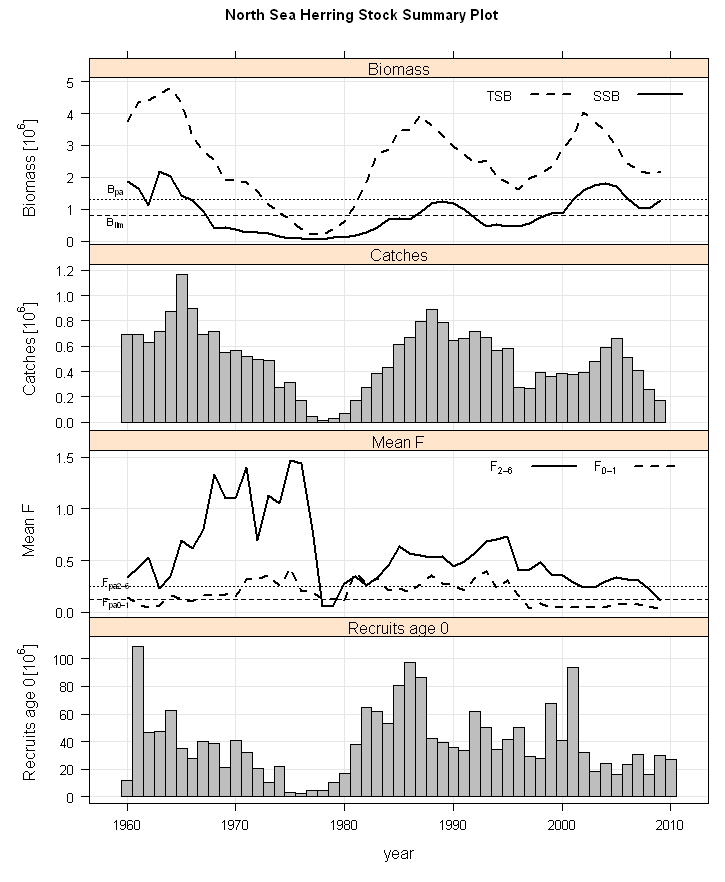 North Sea Herring Stock Summary Plot
Biomass
TSB SSB
Biomass [10⁶]
5
4
3
2
1
0
Bpa
Blim
Catches
Catches [10⁶]
1.2
1.0
0.8
0.6
0.4
0.2
0.0
Mean F
F2−6 F0−1
Mean F
1.5
1.0
0.5
0.0
Fpa2−6
Fpa0−1
Recruits age 0
Recruits age 0 [10⁶]
100
80
60
40
20
0
1960 1970 1980 1990 2000 2010
year